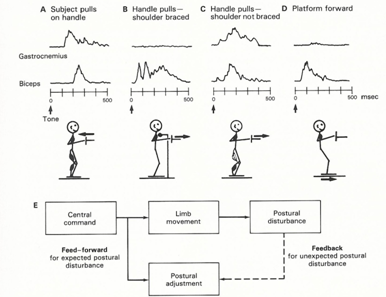 A Subject pulls on handle
B Handle pulls— shoulder braced
C Handle pulls— shoulder not braced
D Platform forward
Gastrocnemius
Biceps
0 500
0 500
0 500
0 500 msec
Tone
E
Central command
Limb movement
Postural disturbance
Feed-forward for expected postural disturbance
Feedback for unexpected postural disturbance
Postural adjustment